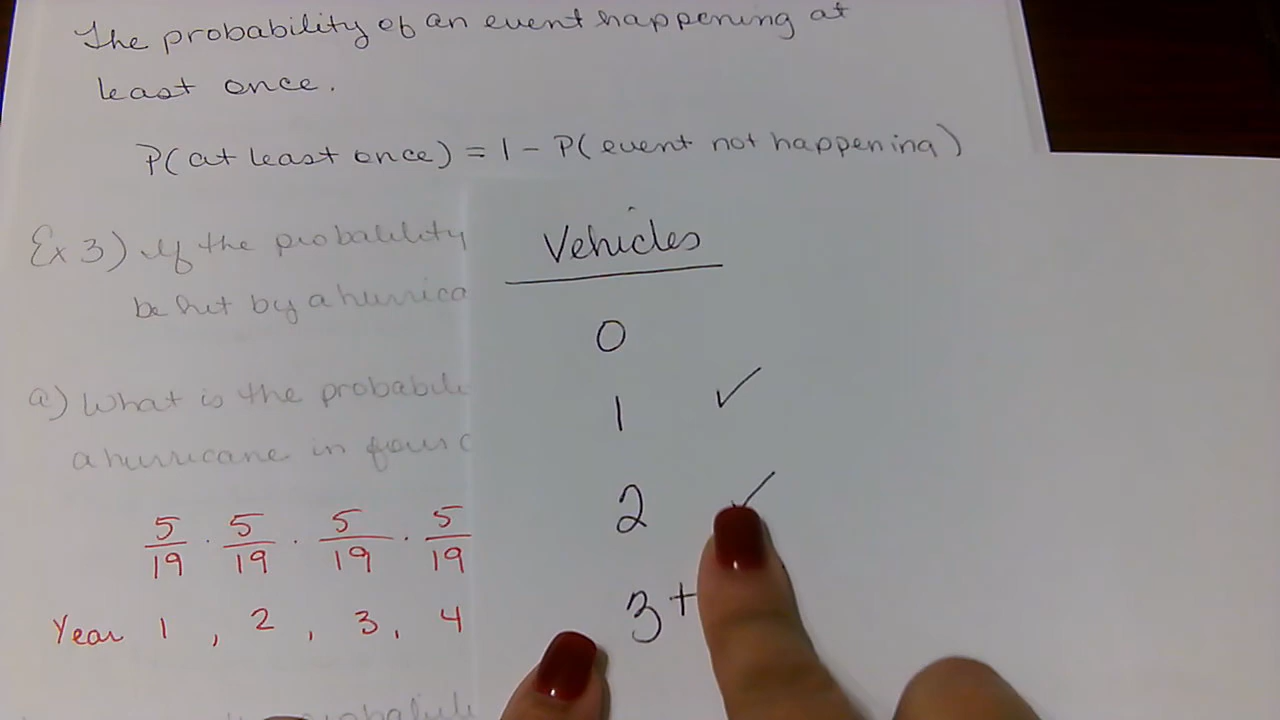 The probability of an event happening at
least once.
P(at least once) = 1 - P(event not happening)
Ex 3) If the probability
be hit by a hurrica
a) What is the probabil
a hurricane in four
5/19 · 5/19 · 5/19 · 5/19
Year 1 , 2 , 3 , 4
Vehicles
0
1 ✓
2 ✓
3+